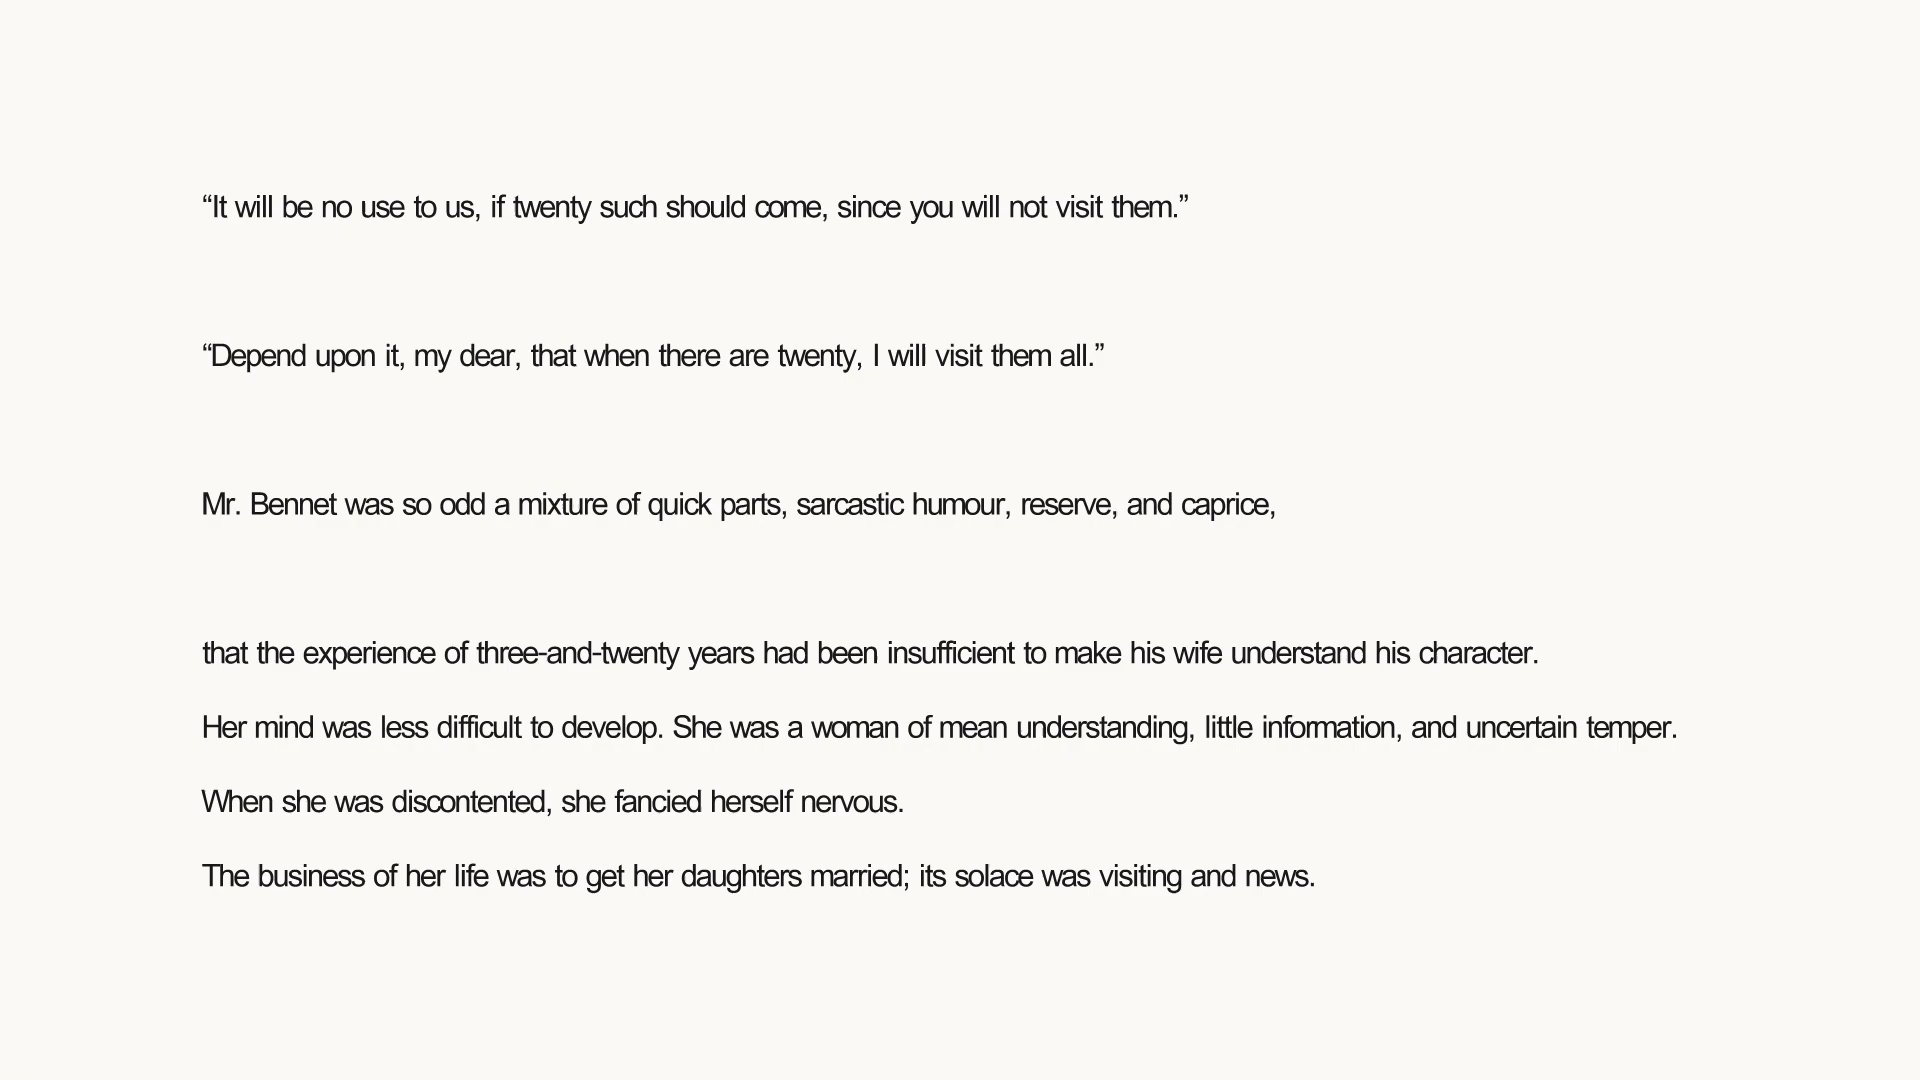 “It will be no use to us, if twenty such should come, since you will not visit them.”
“Depend upon it, my dear, that when there are twenty, I will visit them all.”
Mr. Bennet was so odd a mixture of quick parts, sarcastic humour, reserve, and caprice,
that the experience of three-and-twenty years had been insufficient to make his wife understand his character.
Her mind was less difficult to develop. She was a woman of mean understanding, little information, and uncertain temper.
When she was discontented, she fancied herself nervous.
The business of her life was to get her daughters married; its solace was visiting and news.